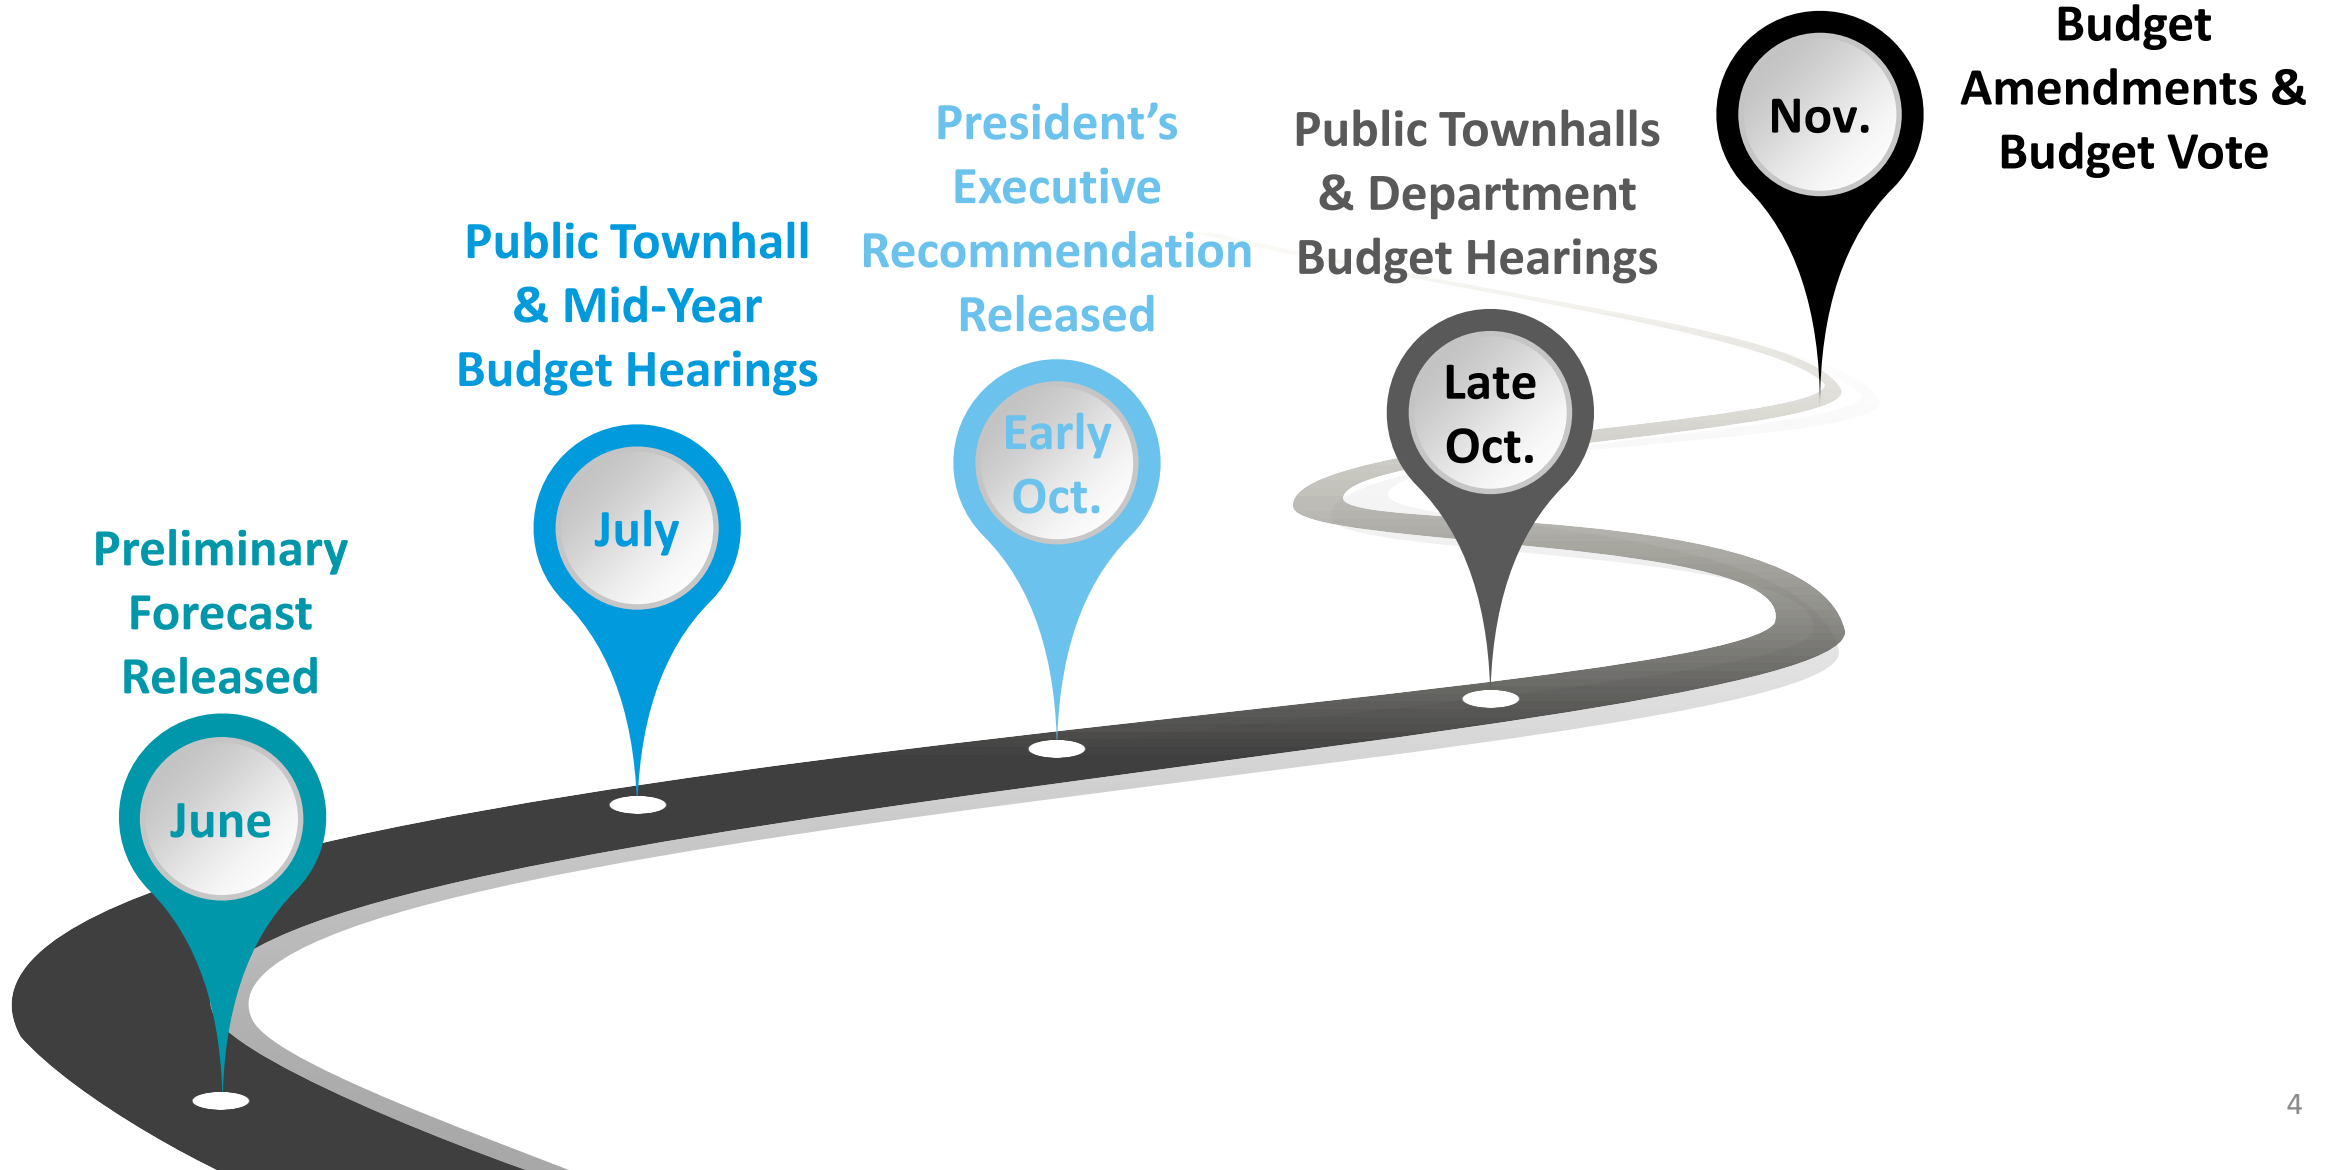 Preliminary
Forecast
Released
June
Public Townhall
& Mid-Year
Budget Hearings
July
President’s
Executive
Recommendation
Released
Early
Oct.
Public Townhalls
& Department
Budget Hearings
Late
Oct.
Nov.
Budget
Amendments &
Budget Vote
4